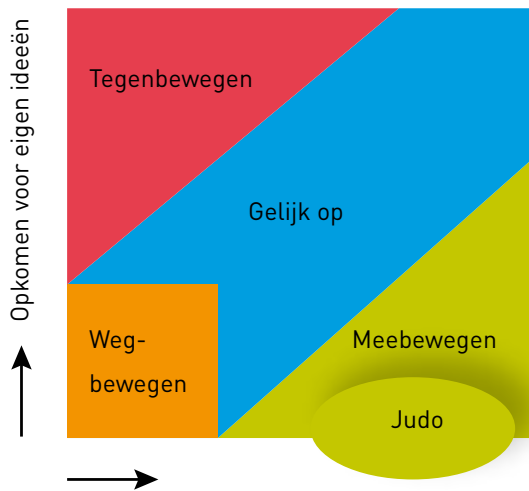 Opkomen voor eigen ideeën
Tegenbewegen
Gelijk op
Weg-
bewegen
Meebewegen
Judo